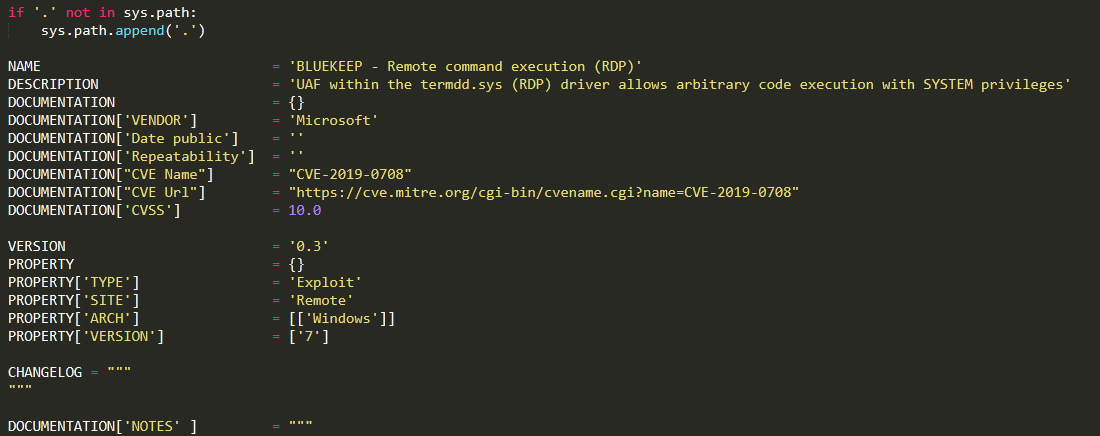 if '.' not in sys.path:
    sys.path.append('.')
NAME = 'BLUEKEEP - Remote command execution (RDP)'
DESCRIPTION = 'UAF within the termdd.sys (RDP) driver allows arbitrary code execution with SYSTEM privileges'
DOCUMENTATION = {}
DOCUMENTATION['VENDOR'] = 'Microsoft'
DOCUMENTATION['Date public'] = ''
DOCUMENTATION['Repeatability'] = ''
DOCUMENTATION["CVE Name"] = "CVE-2019-0708"
DOCUMENTATION["CVE Url"] = "https://cve.mitre.org/cgi-bin/cvename.cgi?name=CVE-2019-0708"
DOCUMENTATION['CVSS'] = 10.0
VERSION = '0.3'
PROPERTY = {}
PROPERTY['TYPE'] = 'Exploit'
PROPERTY['SITE'] = 'Remote'
PROPERTY['ARCH'] = [['Windows']]
PROPERTY['VERSION'] = ['7']
CHANGELOG = """
"""
DOCUMENTATION['NOTES' ] = """